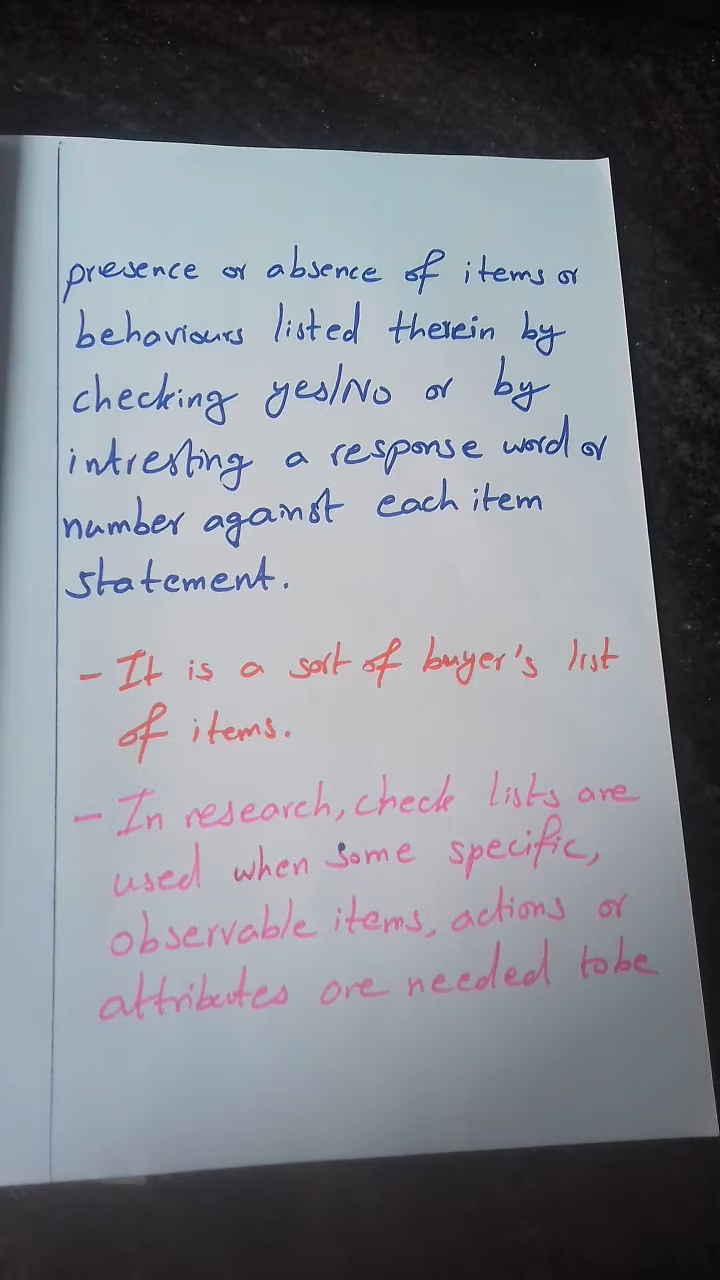 presence or absence of items or
behaviours listed therein by
checking yes/No or by
intresting a response word or
number against each item
statement.
- It is a sort of buyer's list
of items.
- In research, check lists are
used when some specific,
observable items, actions or
attributes are needed tobe